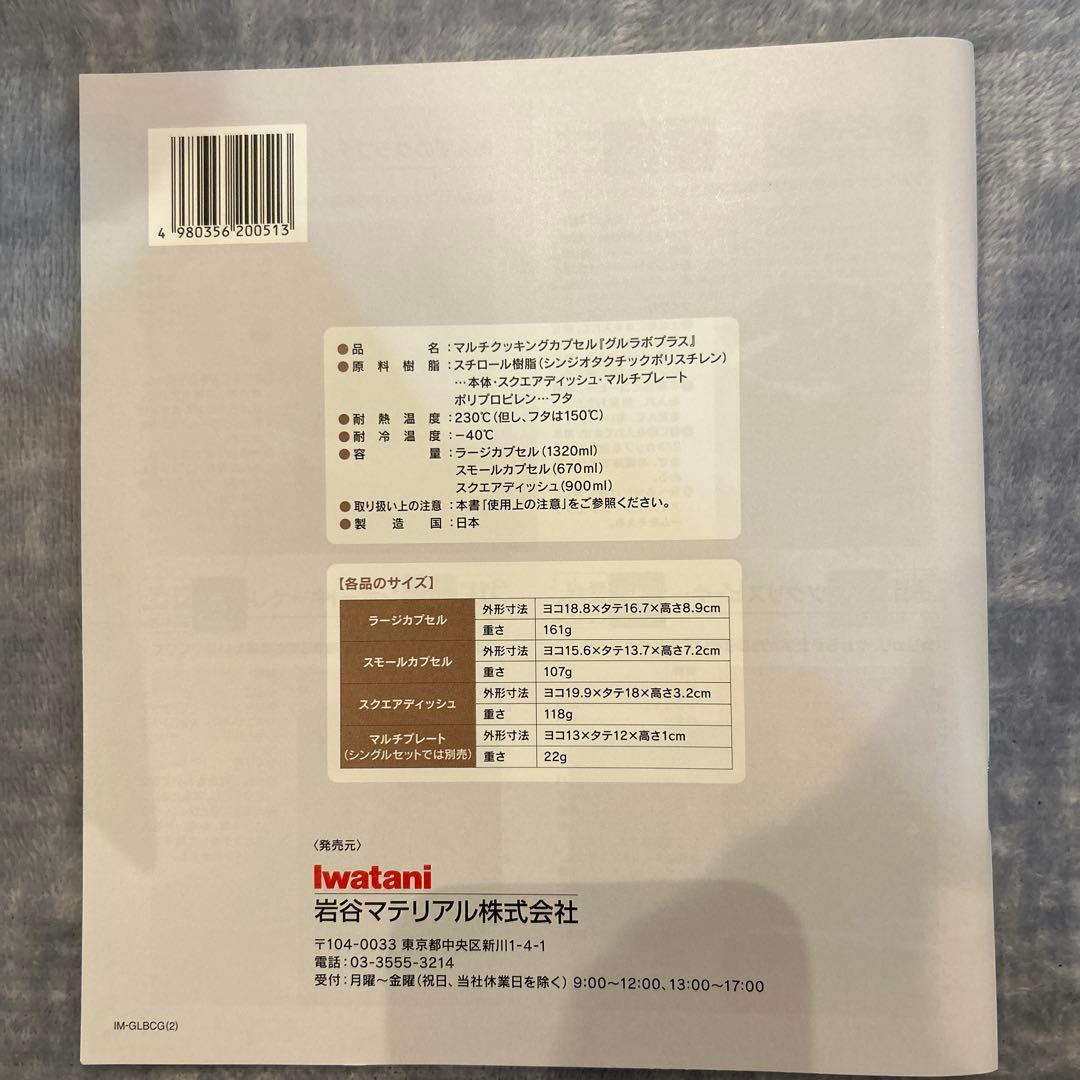 4 980356 200513
●品名：マルチクッキングカプセル『グルラボプラス』
●原料樹脂：スチロール樹脂（シンジオタクチックポリスチレン）
…本体・スクエアディッシュ・マルチプレート
ポリプロピレン…フタ
●耐熱温度：230℃（但し、フタは150℃）
●耐冷温度：−40℃
●容量：ラージカプセル（1320ml）
スモールカプセル（670ml）
スクエアディッシュ（900ml）
●取り扱い上の注意：本書「使用上の注意」をご参照ください。
●製造国：日本
【各品のサイズ】
ラージカプセル 外形寸法 ヨコ18.8×タテ16.7×高さ8.9cm
重さ 161g
スモールカプセル 外形寸法 ヨコ15.6×タテ13.7×高さ7.2cm
重さ 107g
スクエアディッシュ 外形寸法 ヨコ19.9×タテ18×高さ3.2cm
重さ 118g
マルチプレート（シングルセットでは別売） 外形寸法 ヨコ13×タテ12×高さ1cm
重さ 22g
〈発売元〉
Iwatani
岩谷マテリアル株式会社
〒104-0033 東京都中央区新川1-4-1
電話：03-3555-3214
受付：月曜～金曜（祝日、当社休業日を除く）9:00～12:00、13:00～17:00
IM-GLBCG(2)